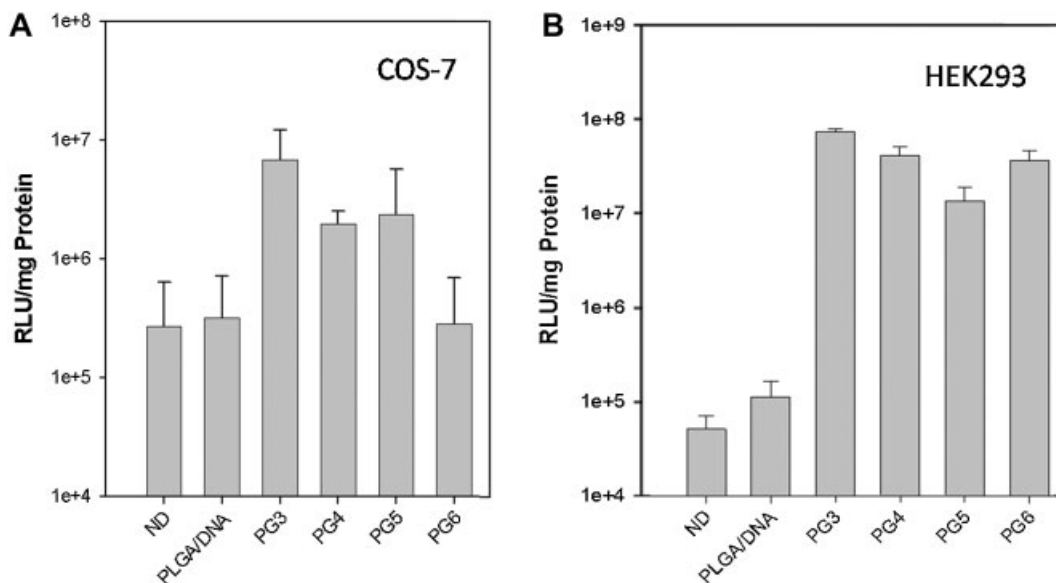 A
COS-7
RLU/mg Protein
1e+8
1e+7
1e+6
1e+5
1e+4
ND
PLGA/DNA
PG3
PG4
PG5
PG6
B
HEK293
RLU/mg Protein
1e+9
1e+8
1e+7
1e+6
1e+5
1e+4
ND
PLGA/DNA
PG3
PG4
PG5
PG6